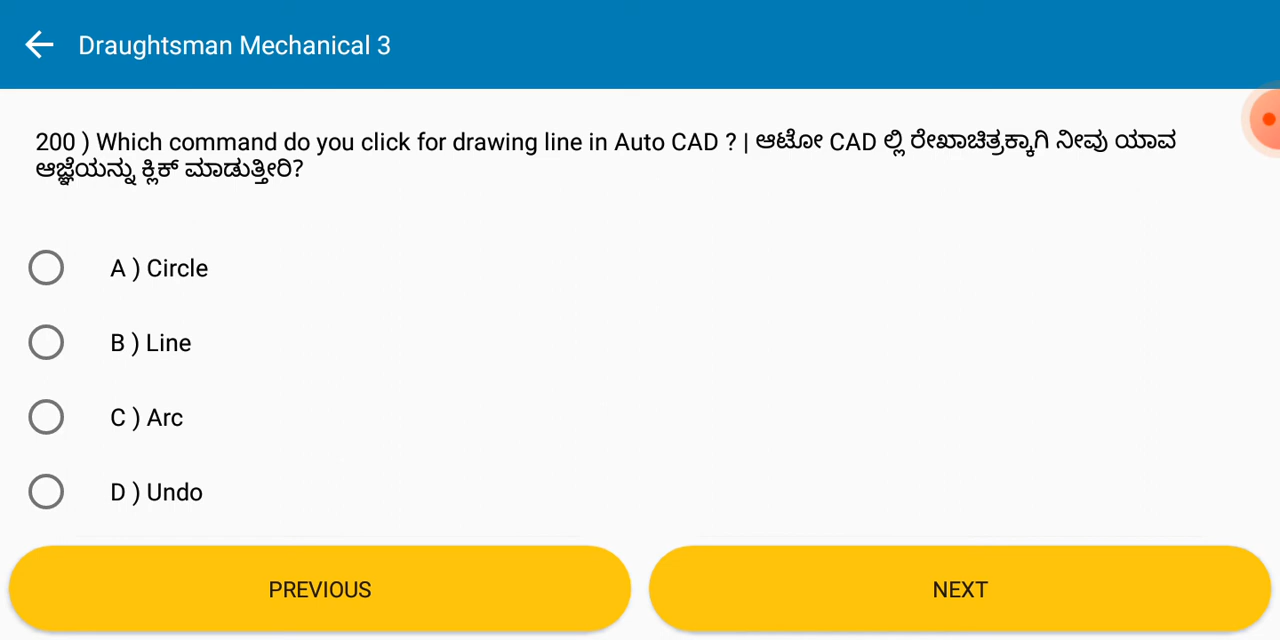 Draughtsman Mechanical 3
200 ) Which command do you click for drawing line in Auto CAD ? | ಆಟೋ CAD ಲ್ಲಿ ರೇಖಾಚಿತ್ರಕ್ಕಾಗಿ ನೀವು ಯಾವ
ಆಜ್ಞೆಯನ್ನು ಕ್ಲಿಕ್ ಮಾಡುತ್ತೀರಿ?
A ) Circle
B ) Line
C ) Arc
D ) Undo
PREVIOUS NEXT